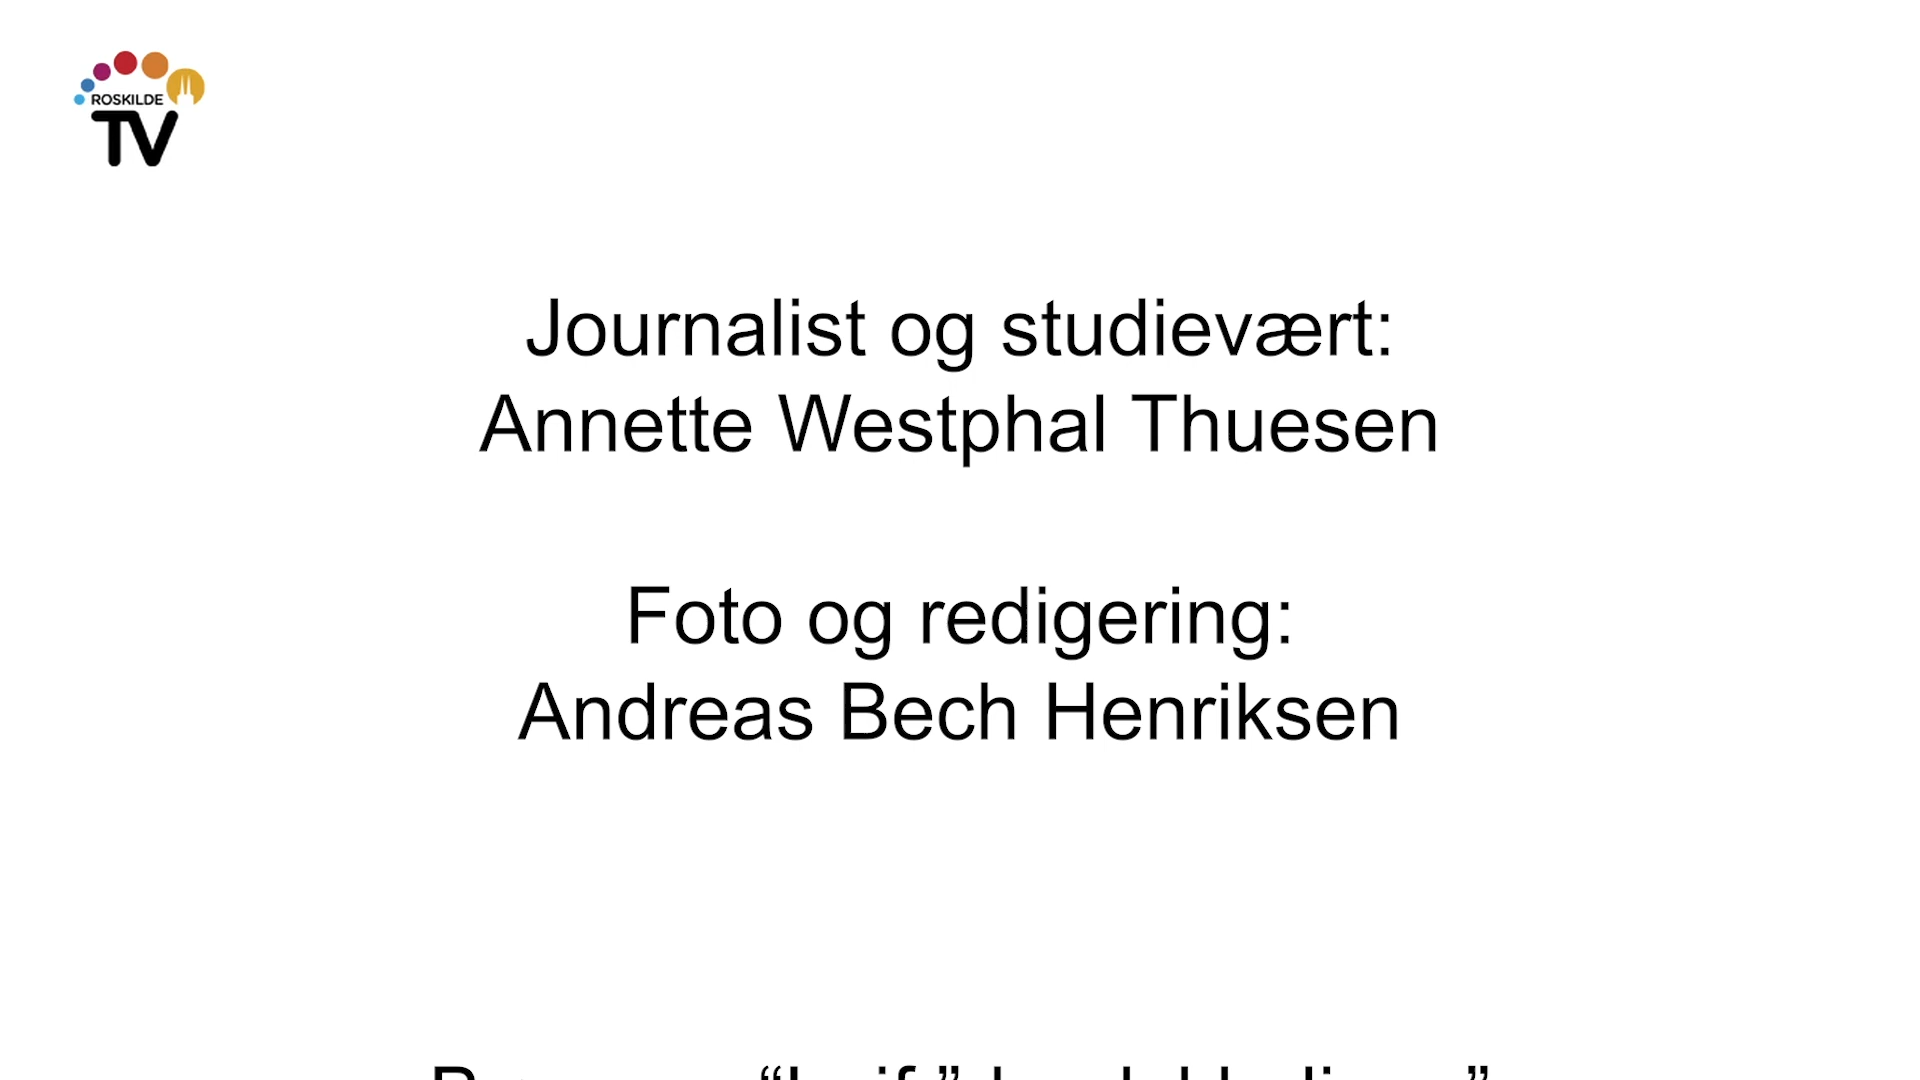 ROSKILDE
TV
Journalist og studievært:
Annette Westphal Thuesen
Foto og redigering:
Andreas Bech Henriksen